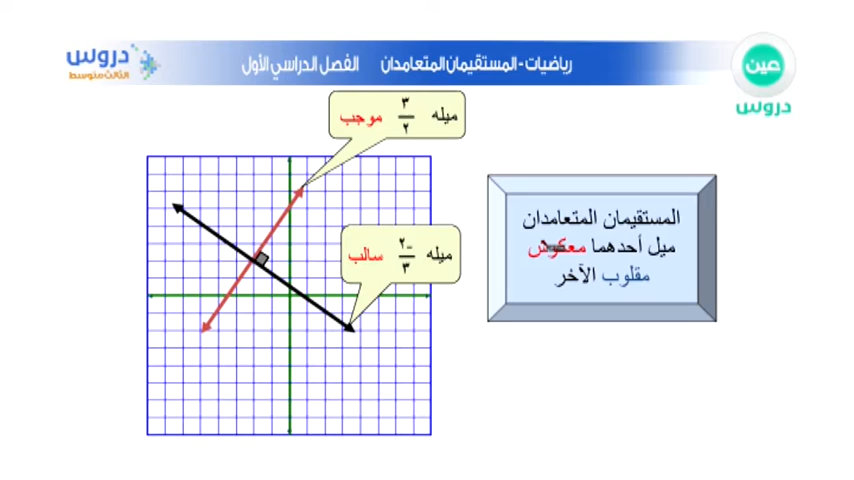 رياضيات - المستقيمان المتعامدان الفصل الدراسي الأول
عين
دروس
دروس
الثالث متوسط
ميله ٣/٢ موجب
ميله -٢/٣ سالب
المستقيمان المتعامدان
ميل أحدهما معكوس
مقلوب الآخر